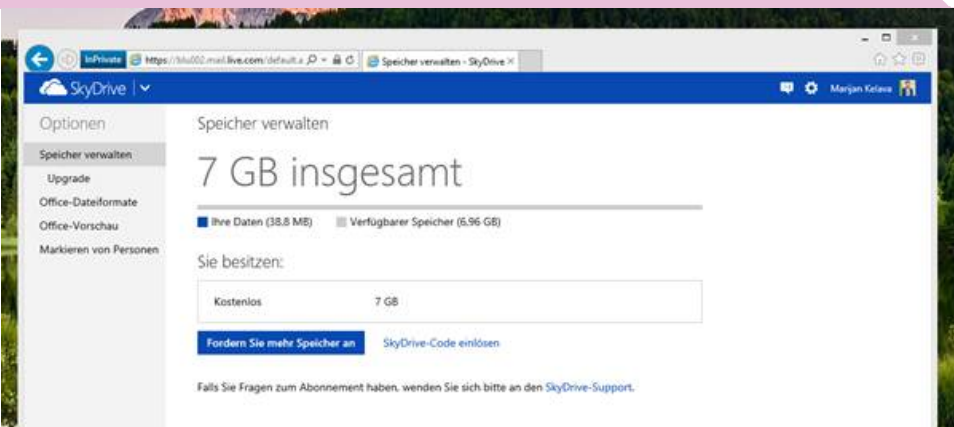 InPrivate https://blu002.mail.live.com/default.a Speicher verwalten - SkyDrive
SkyDrive Marijan Kelava
Optionen
Speicher verwalten
Upgrade
Office-Dateiformate
Office-Vorschau
Markieren von Personen
Speicher verwalten
7 GB insgesamt
Ihre Daten (38,8 MB) Verfügbarer Speicher (6,96 GB)
Sie besitzen:
Kostenlos 7 GB
Fordern Sie mehr Speicher an SkyDrive-Code einlösen
Falls Sie Fragen zum Abonnement haben, wenden Sie sich bitte an den SkyDrive-Support.